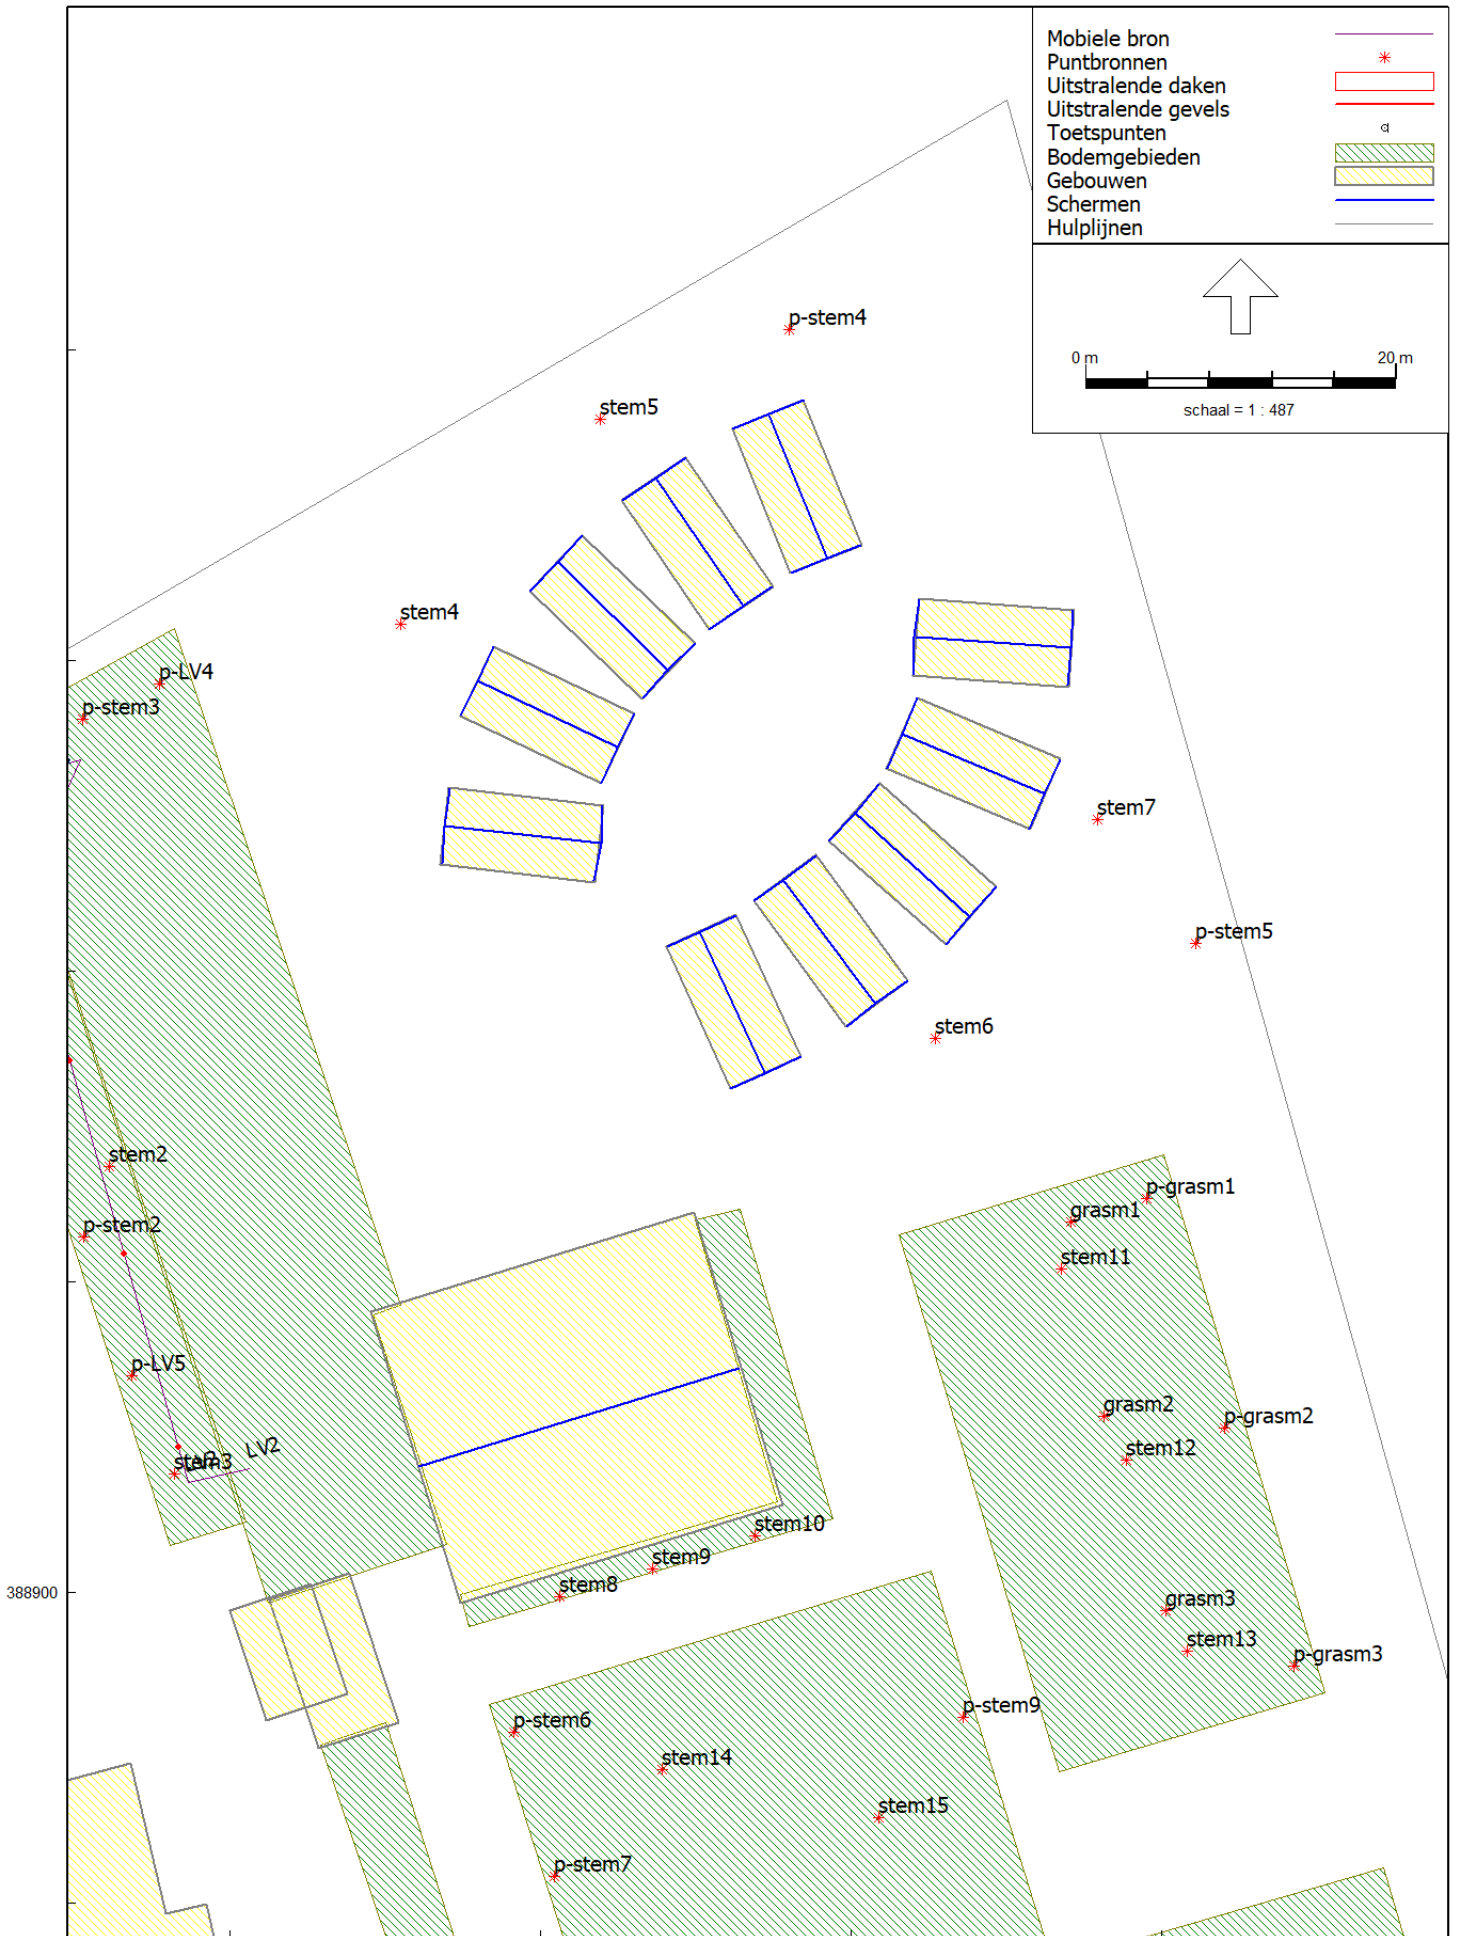 Mobiele bron
Puntbronnen
Uitstralende daken
Uitstralende gevels
Toetspunten
Bodemgebieden
Gebouwen
Schermen
Hulplijnen
0 m 20 m
schaal = 1 : 487
p-stem4
stem5
stem4
p-LV4
p-stem3
stem7
p-stem5
stem6
stem2
p-grasm1
grasm1
p-stem2
stem11
p-LV5
grasm2
p-grasm2
stem12
LV2
stem3
stem10
stem9
stem8
388900
grasm3
stem13
p-grasm3
p-stem9
p-stem6
stem14
stem15
p-stem7